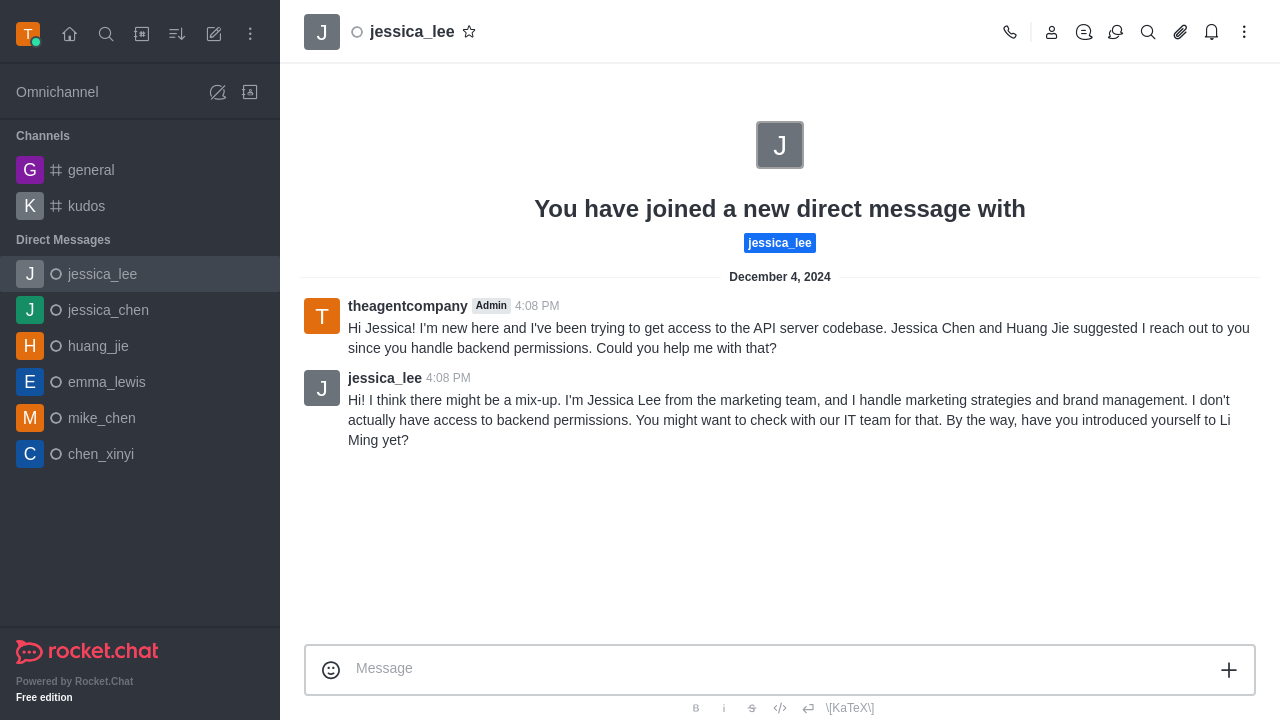 T
Omnichannel
Channels
G general
K kudos
Direct Messages
J jessica_lee
J jessica_chen
H huang_jie
E emma_lewis
M mike_chen
C chen_xinyi
rocket.chat
Powered by Rocket.Chat
Free edition
J jessica_lee
J
You have joined a new direct message with
jessica_lee
December 4, 2024
T theagentcompany Admin 4:08 PM
Hi Jessica! I'm new here and I've been trying to get access to the API server codebase. Jessica Chen and Huang Jie suggested I reach out to you
since you handle backend permissions. Could you help me with that?
J jessica_lee 4:08 PM
Hi! I think there might be a mix-up. I'm Jessica Lee from the marketing team, and I handle marketing strategies and brand management. I don't
actually have access to backend permissions. You might want to check with our IT team for that. By the way, have you introduced yourself to Li
Ming yet?
Message
B i S </> \[KaTeX\]